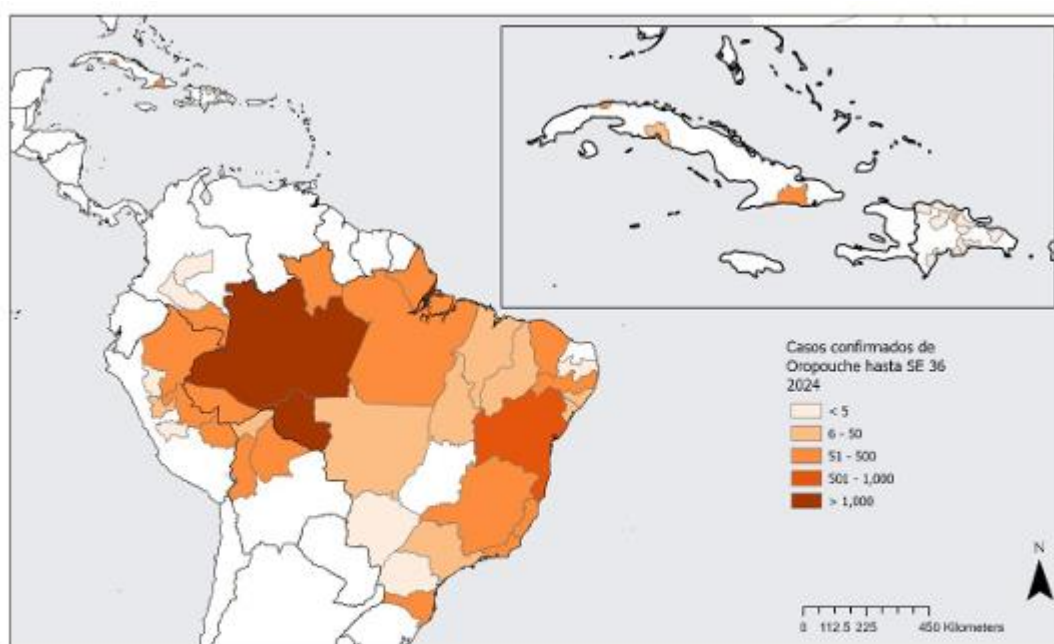 Casos confirmados de
Oropouche hasta SE 36
2024
< 5
6 - 50
51 - 500
501 - 1,000
> 1,000
N
0 112.5 225 450 Kilometers